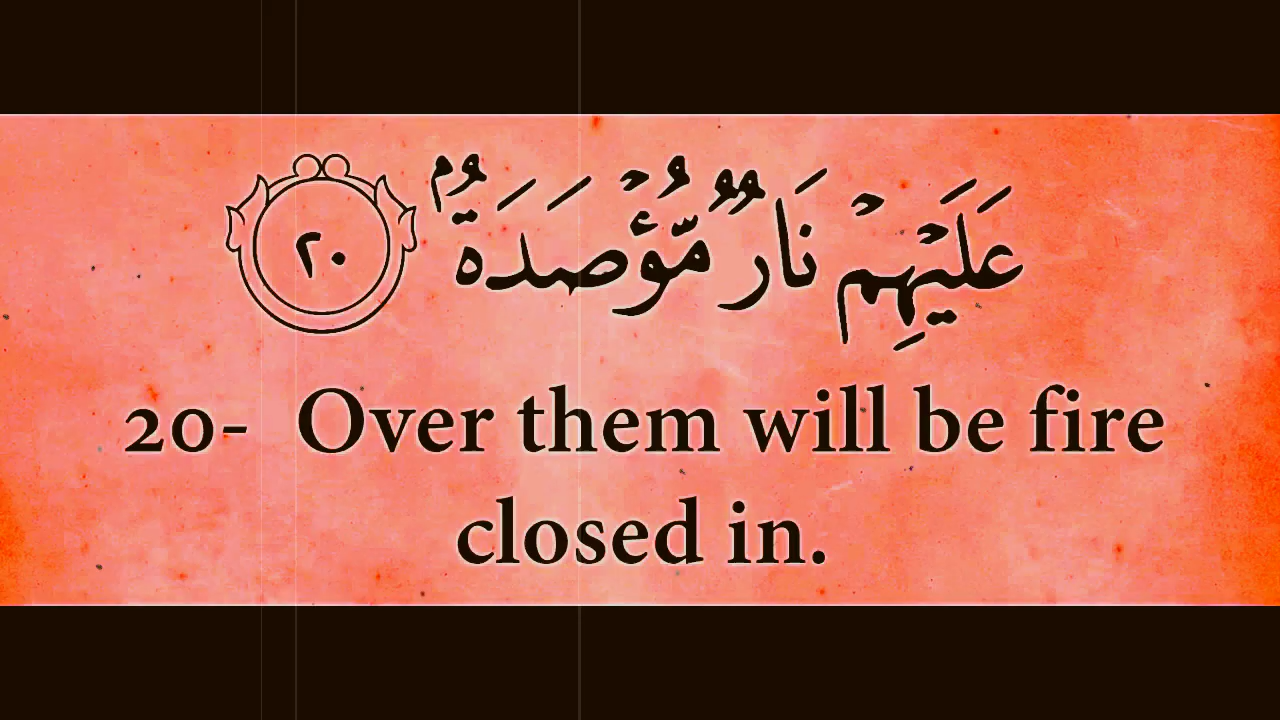 عَلَيۡهِمۡ نَارٌ مُّؤۡصَدَةُۢ ٢٠
20- Over them will be fire
closed in.